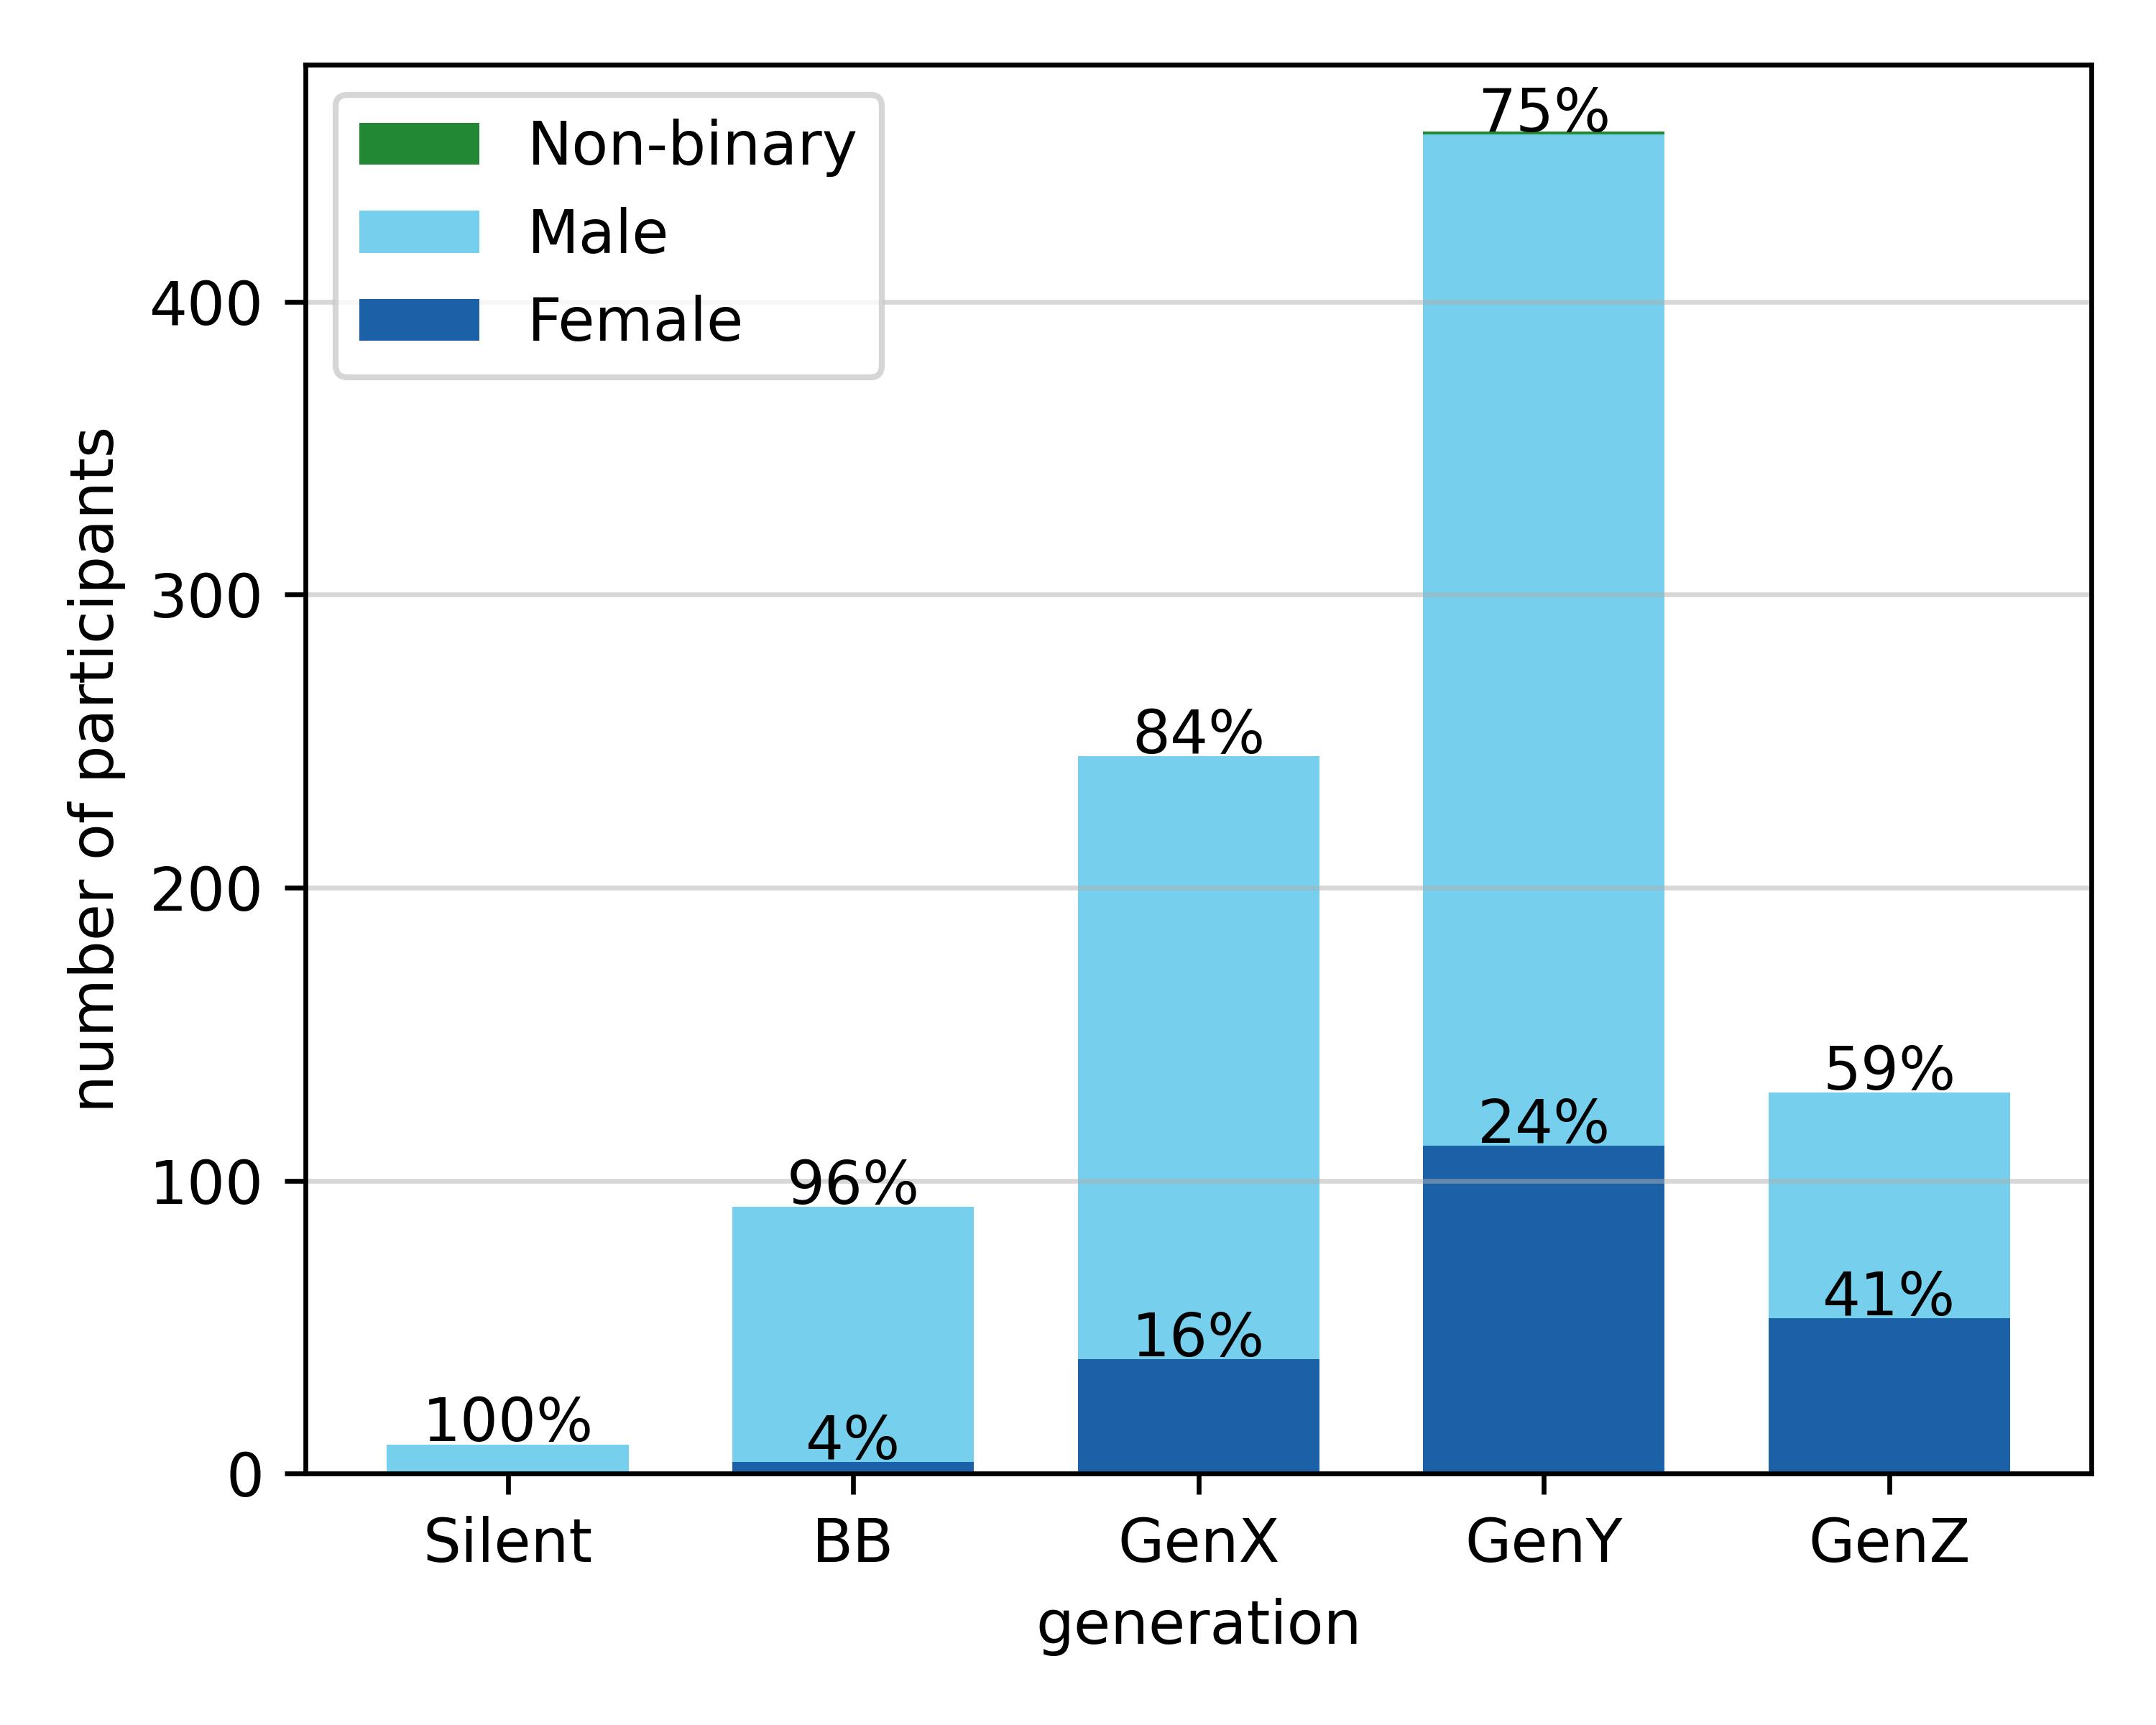 Non-binary
Male
Female
number of participants
400
300
200
100
0
100%
96%
4%
84%
16%
75%
24%
59%
41%
Silent
BB
GenX
GenY
GenZ
generation